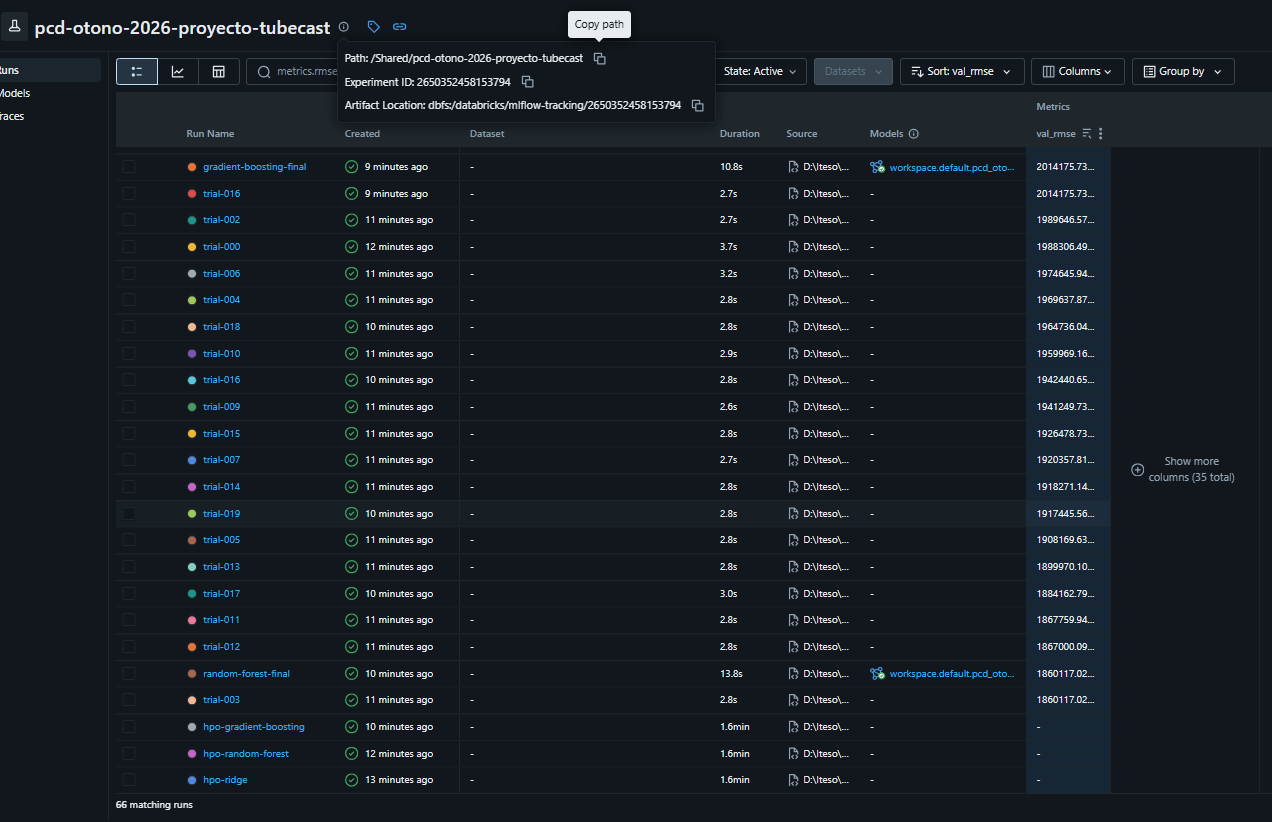 pcd-otono-2026-proyecto-tubecast
Copy path
Path: /Shared/pcd-otono-2026-proyecto-tubecast
Experiment ID: 2650352458153794
Artifact Location: dbfs:/databricks/mlflow-tracking/2650352458153794
uns
odels
races
metrics.rmse
State: Active
Datasets
Sort: val_rmse
Columns
Group by
Metrics
Run Name Created Dataset Duration Source Models val_rmse
gradient-boosting-final 9 minutes ago - 10.8s D:\Iteso\... workspace.default.pcd_oto... 2014175.73...
trial-016 9 minutes ago - 2.7s D:\Iteso\... - 2014175.73...
trial-002 11 minutes ago - 2.7s D:\Iteso\... - 1989646.57...
trial-000 12 minutes ago - 3.7s D:\Iteso\... - 1988306.49...
trial-006 11 minutes ago - 3.2s D:\Iteso\... - 1974645.94...
trial-004 11 minutes ago - 2.8s D:\Iteso\... - 1969637.87...
trial-018 10 minutes ago - 2.8s D:\Iteso\... - 1964736.04...
trial-010 11 minutes ago - 2.9s D:\Iteso\... - 1959969.16...
trial-016 10 minutes ago - 2.8s D:\Iteso\... - 1942440.65...
trial-009 11 minutes ago - 2.6s D:\Iteso\... - 1941249.73...
trial-015 11 minutes ago - 2.8s D:\Iteso\... - 1926478.73...
trial-007 11 minutes ago - 2.7s D:\Iteso\... - 1920357.81...
trial-014 11 minutes ago - 2.8s D:\Iteso\... - 1918271.14...
trial-019 10 minutes ago - 2.8s D:\Iteso\... - 1917445.56...
trial-005 11 minutes ago - 2.8s D:\Iteso\... - 1908169.63...
trial-013 11 minutes ago - 2.8s D:\Iteso\... - 1899970.10...
trial-017 10 minutes ago - 3.0s D:\Iteso\... - 1884162.79...
trial-011 11 minutes ago - 2.8s D:\Iteso\... - 1867759.94...
trial-012 11 minutes ago - 2.8s D:\Iteso\... - 1867000.09...
random-forest-final 10 minutes ago - 13.8s D:\Iteso\... workspace.default.pcd_oto... 1860117.02...
trial-003 11 minutes ago - 2.8s D:\Iteso\... - 1860117.02...
hpo-gradient-boosting 10 minutes ago - 1.6min D:\Iteso\... - -
hpo-random-forest 12 minutes ago - 1.6min D:\Iteso\... - -
hpo-ridge 13 minutes ago - 1.6min D:\Iteso\... - -
Show more
columns (35 total)
66 matching runs